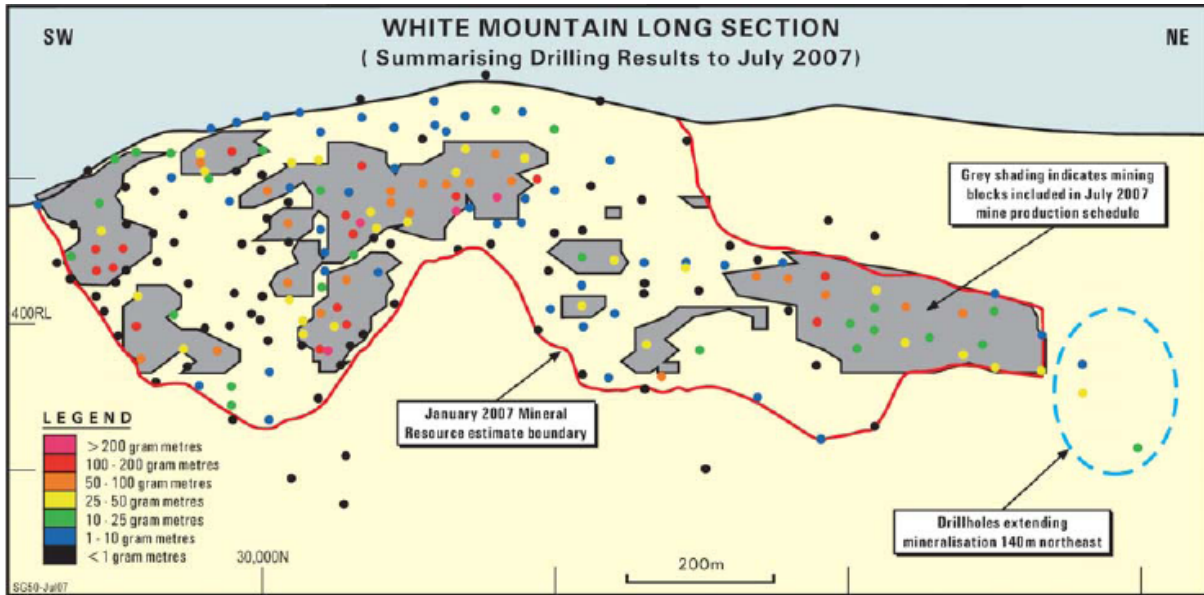 SW
WHITE MOUNTAIN LONG SECTION
NE
( Summarising Drilling Results to July 2007)
Grey shading indicates mining
blocks included in July 2007
mine production schedule
400RL
January 2007 Mineral
Resource estimate boundary
LEGEND
> 200 gram metres
100 - 200 gram metres
50 - 100 gram metres
25 - 50 gram metres
10 - 25 gram metres
1 - 10 gram metres
< 1 gram metres
Drillholes extending
mineralisation 140m northeast
30,000N
200m
SG50-Jul07